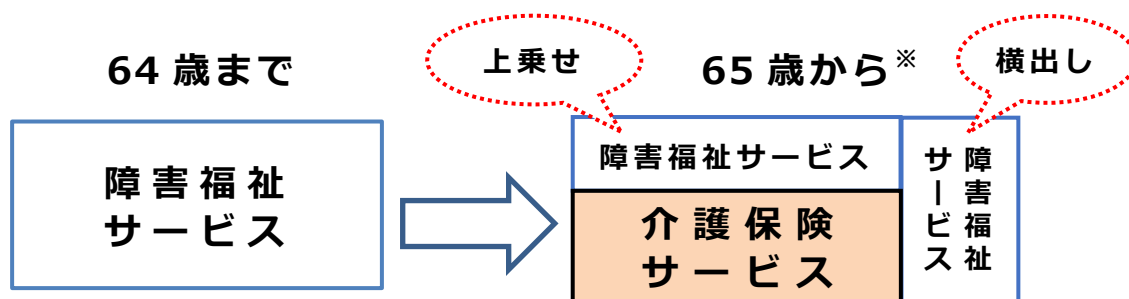 64歳まで
障害福祉
サービス
上乗せ
65歳から※
横出し
障害福祉サービス
介護保険
サービス
障害福祉
サービス